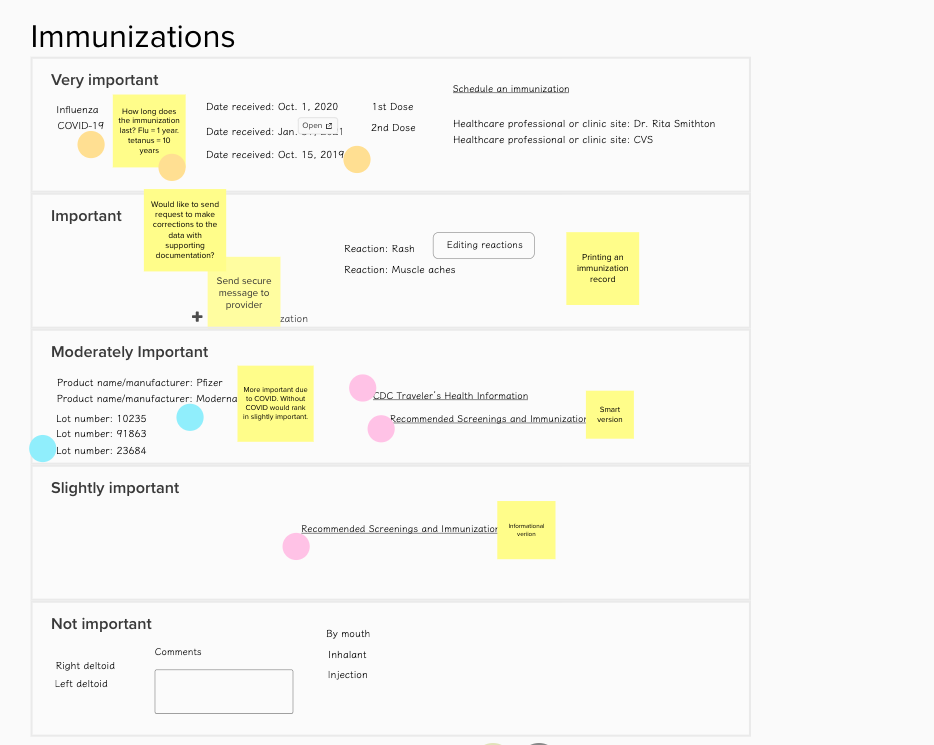 Immunizations
Very important
Influenza
COVID-19
How long does
the immunization
last? Flu = 1 year.
tetanus = 10
years
Date received: Oct. 1, 2020
Date received: Jan.
Open
Date received: Oct. 15, 2019
1st Dose
2nd Dose
Schedule an immunization
Healthcare professional or clinic site: Dr. Rita Smithton
Healthcare professional or clinic site: CVS
Important
Would like to send
request to make
corrections to the
data with
supporting
documentation?
Send secure
message to
provider
Reaction: Rash
Reaction: Muscle aches
Editing reactions
Printing an
immunization
record
Moderately Important
Product name/manufacturer: Pfizer
Product name/manufacturer: Moderna
Lot number: 10235
Lot number: 91863
Lot number: 23684
More important due
to COVID. Without
COVID would rank
in slightly important.
CDC Traveler's Health Information
Recommended Screenings and Immunization
Smart
version
Slightly important
Recommended Screenings and Immunization
Informational
verion
Not important
Right deltoid
Left deltoid
Comments
By mouth
Inhalant
Injection